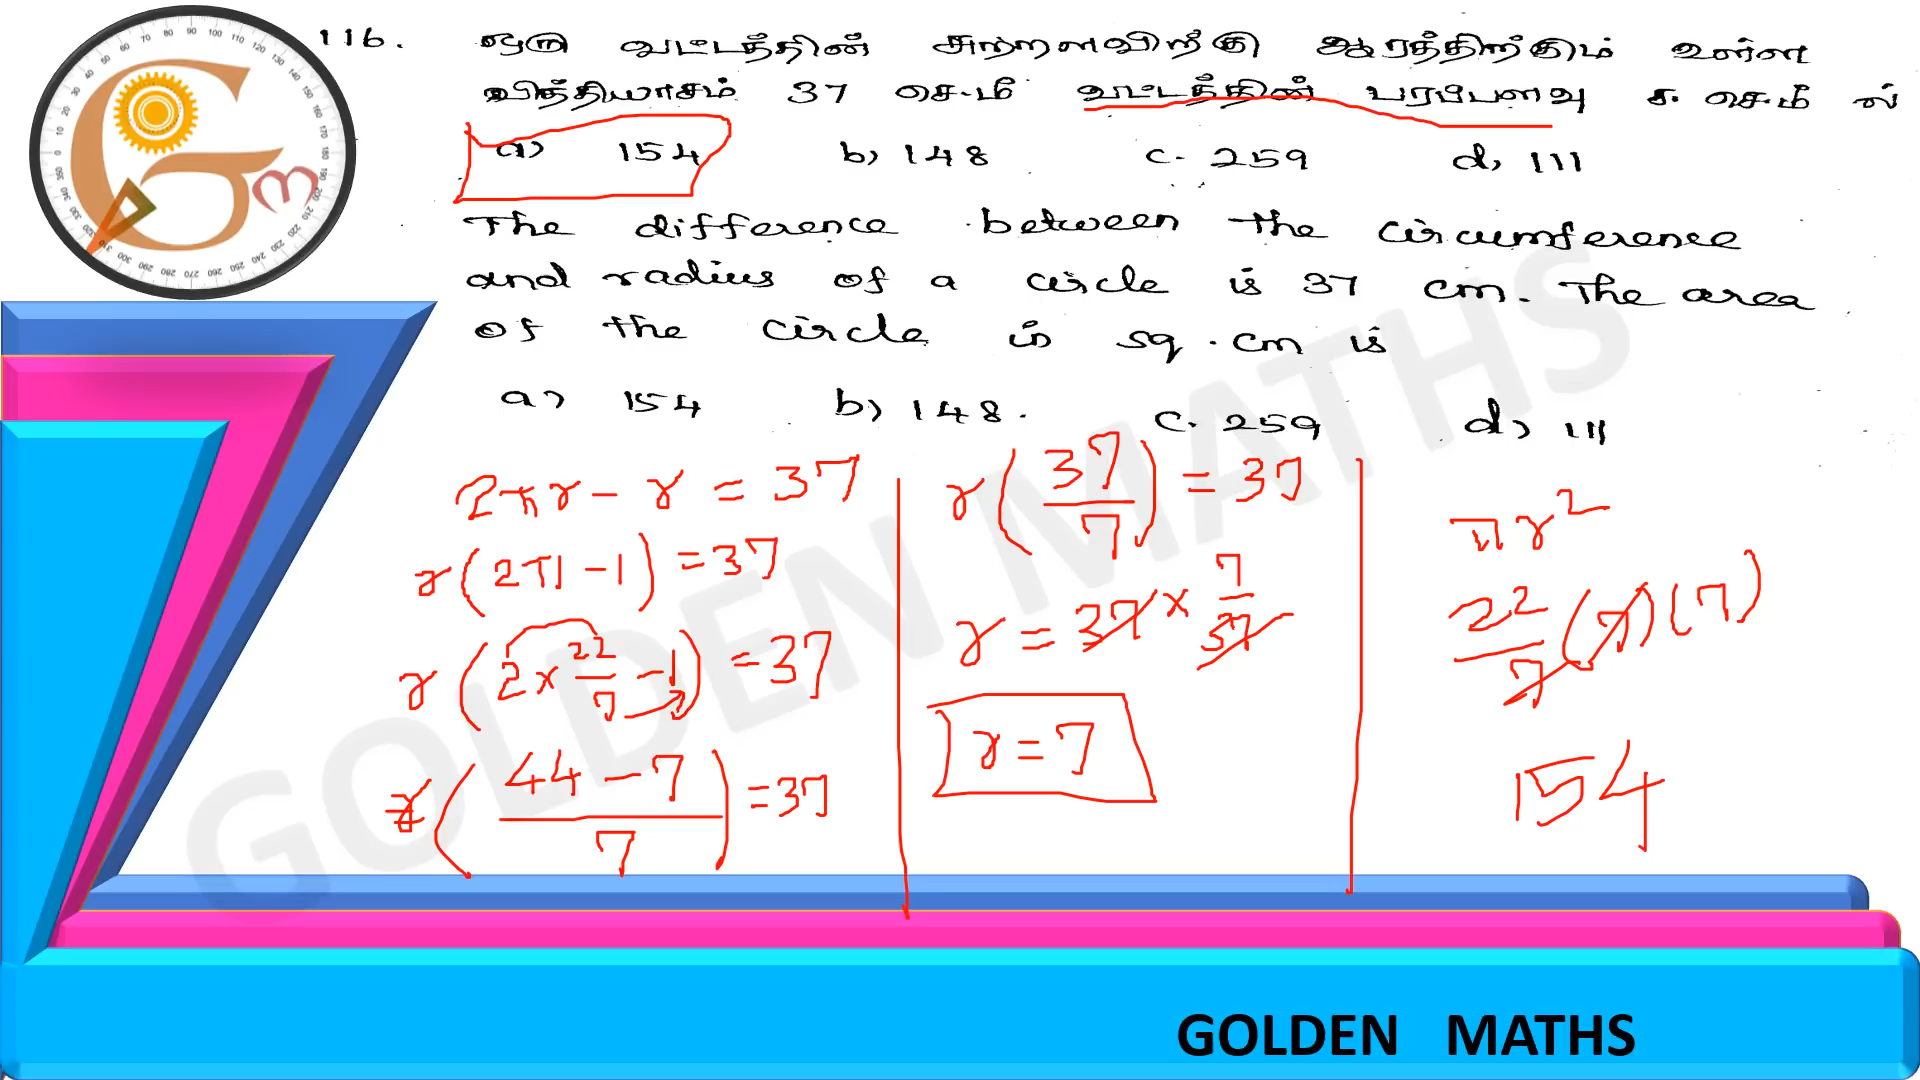 116. ஒரு வட்டத்தின் சுற்றளவிற்கு ஆரத்திற்கும் உள்ள
வித்தியாசம் 37 செ.மீ வட்டத்தின் பரப்பளவு ச. செ.மீ ல்
a) 154 b) 148 c. 259 d) 111
The difference between the circumference
and radius of a circle is 37 cm. The area
of the circle in sq.cm is
a) 154 b) 148. c. 259 d) 111
2πr - r = 37
r(2π - 1) = 37
r(2 × 22/7 - 1) = 37
r((44 - 7)/7) = 37
r(37/7) = 37
r = 37 × 7/37
r = 7
πr²
22/7 (7)(7)
154
GOLDEN MATHS
GOLDEN MATHS
Gm